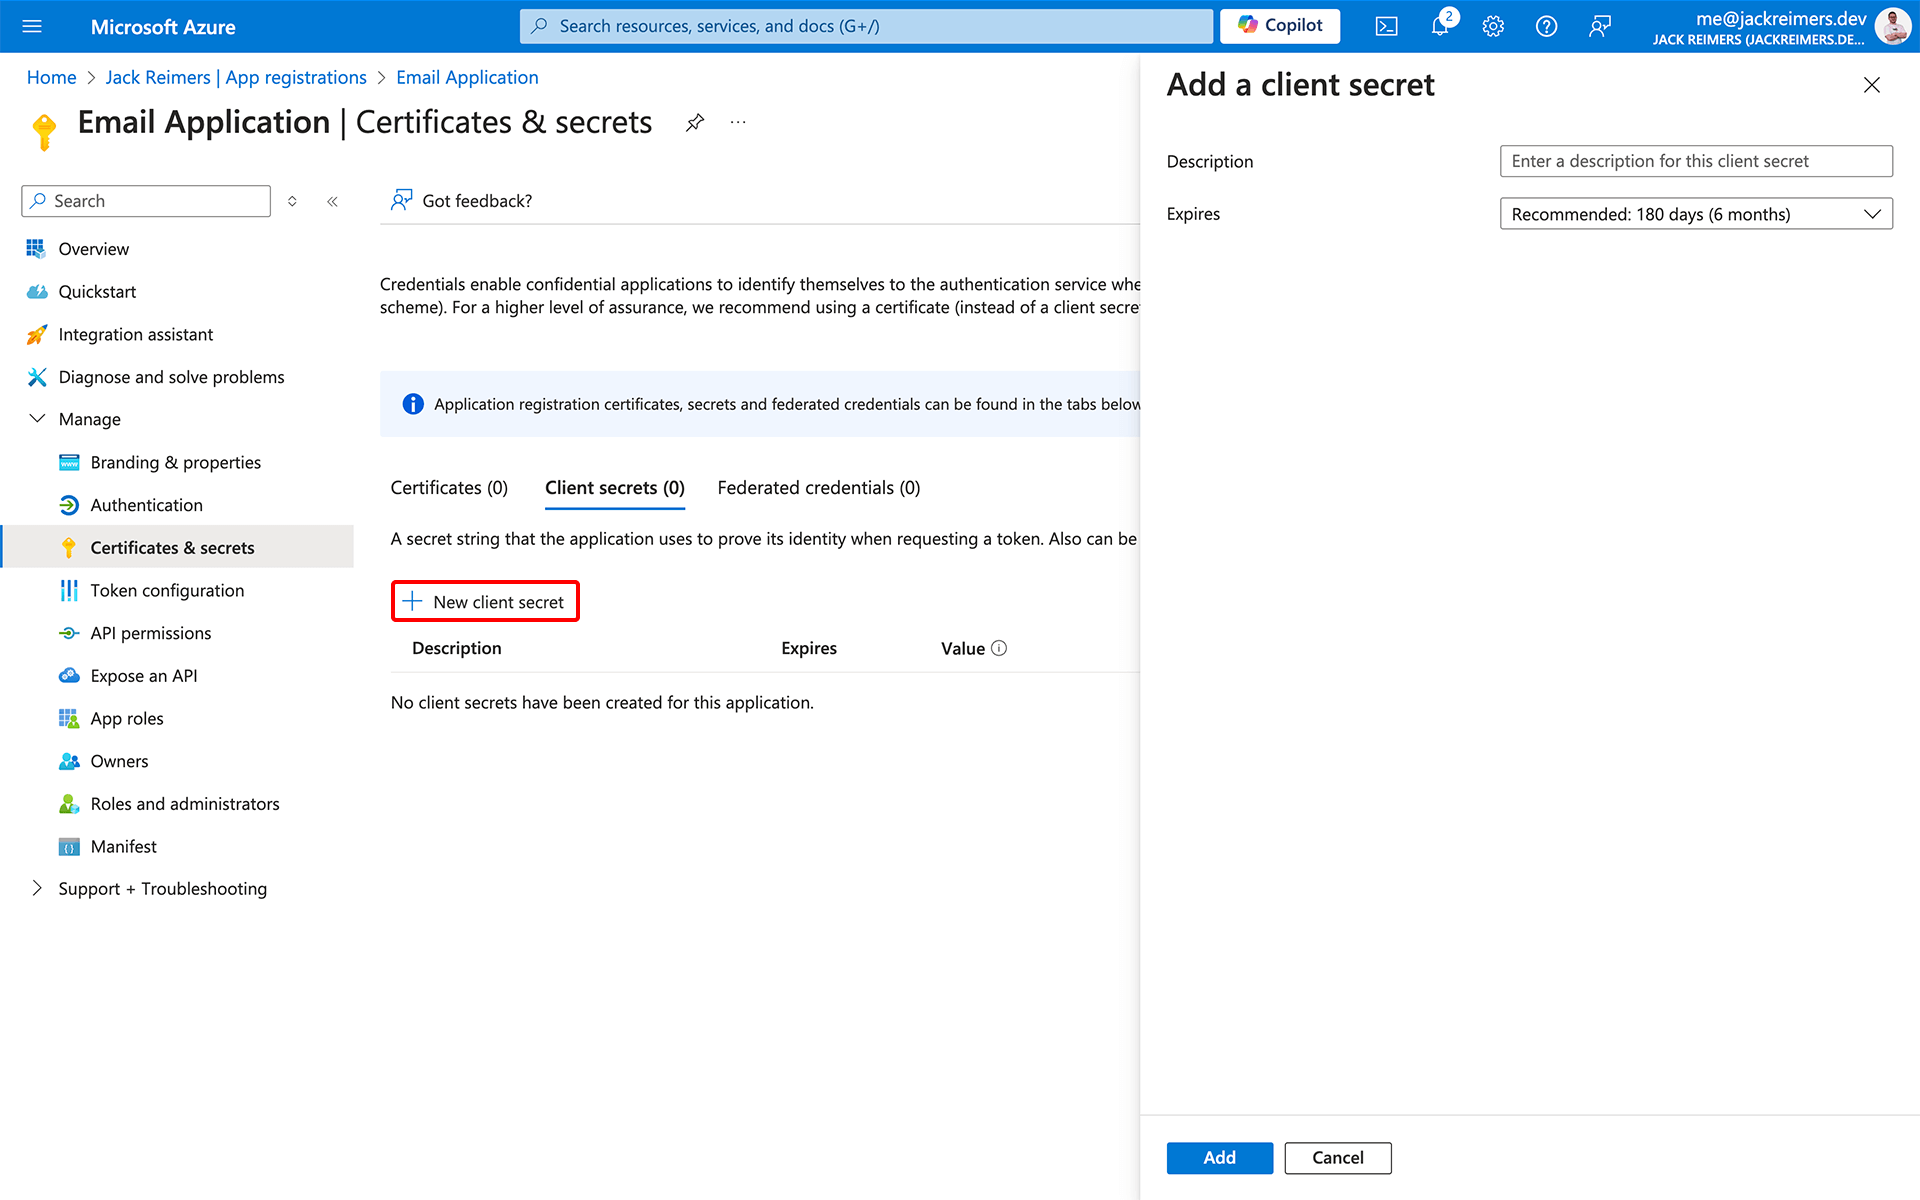 Microsoft Azure
Search resources, services, and docs (G+/)
Copilot
2
me@jackreimers.dev
JACK REIMERS (JACKREIMERS.DE...
Home > Jack Reimers | App registrations > Email Application
Email Application | Certificates & secrets
...
Search
Overview
Quickstart
Integration assistant
Diagnose and solve problems
Manage
Branding & properties
Authentication
Certificates & secrets
Token configuration
API permissions
Expose an API
App roles
Owners
Roles and administrators
Manifest
Support + Troubleshooting
Got feedback?
Credentials enable confidential applications to identify themselves to the authentication service whe
scheme). For a higher level of assurance, we recommend using a certificate (instead of a client secre
Application registration certificates, secrets and federated credentials can be found in the tabs below
Certificates (0) Client secrets (0) Federated credentials (0)
A secret string that the application uses to prove its identity when requesting a token. Also can be
New client secret
Description Expires Value
No client secrets have been created for this application.
Add a client secret
Description
Enter a description for this client secret
Expires
Recommended: 180 days (6 months)
Add
Cancel